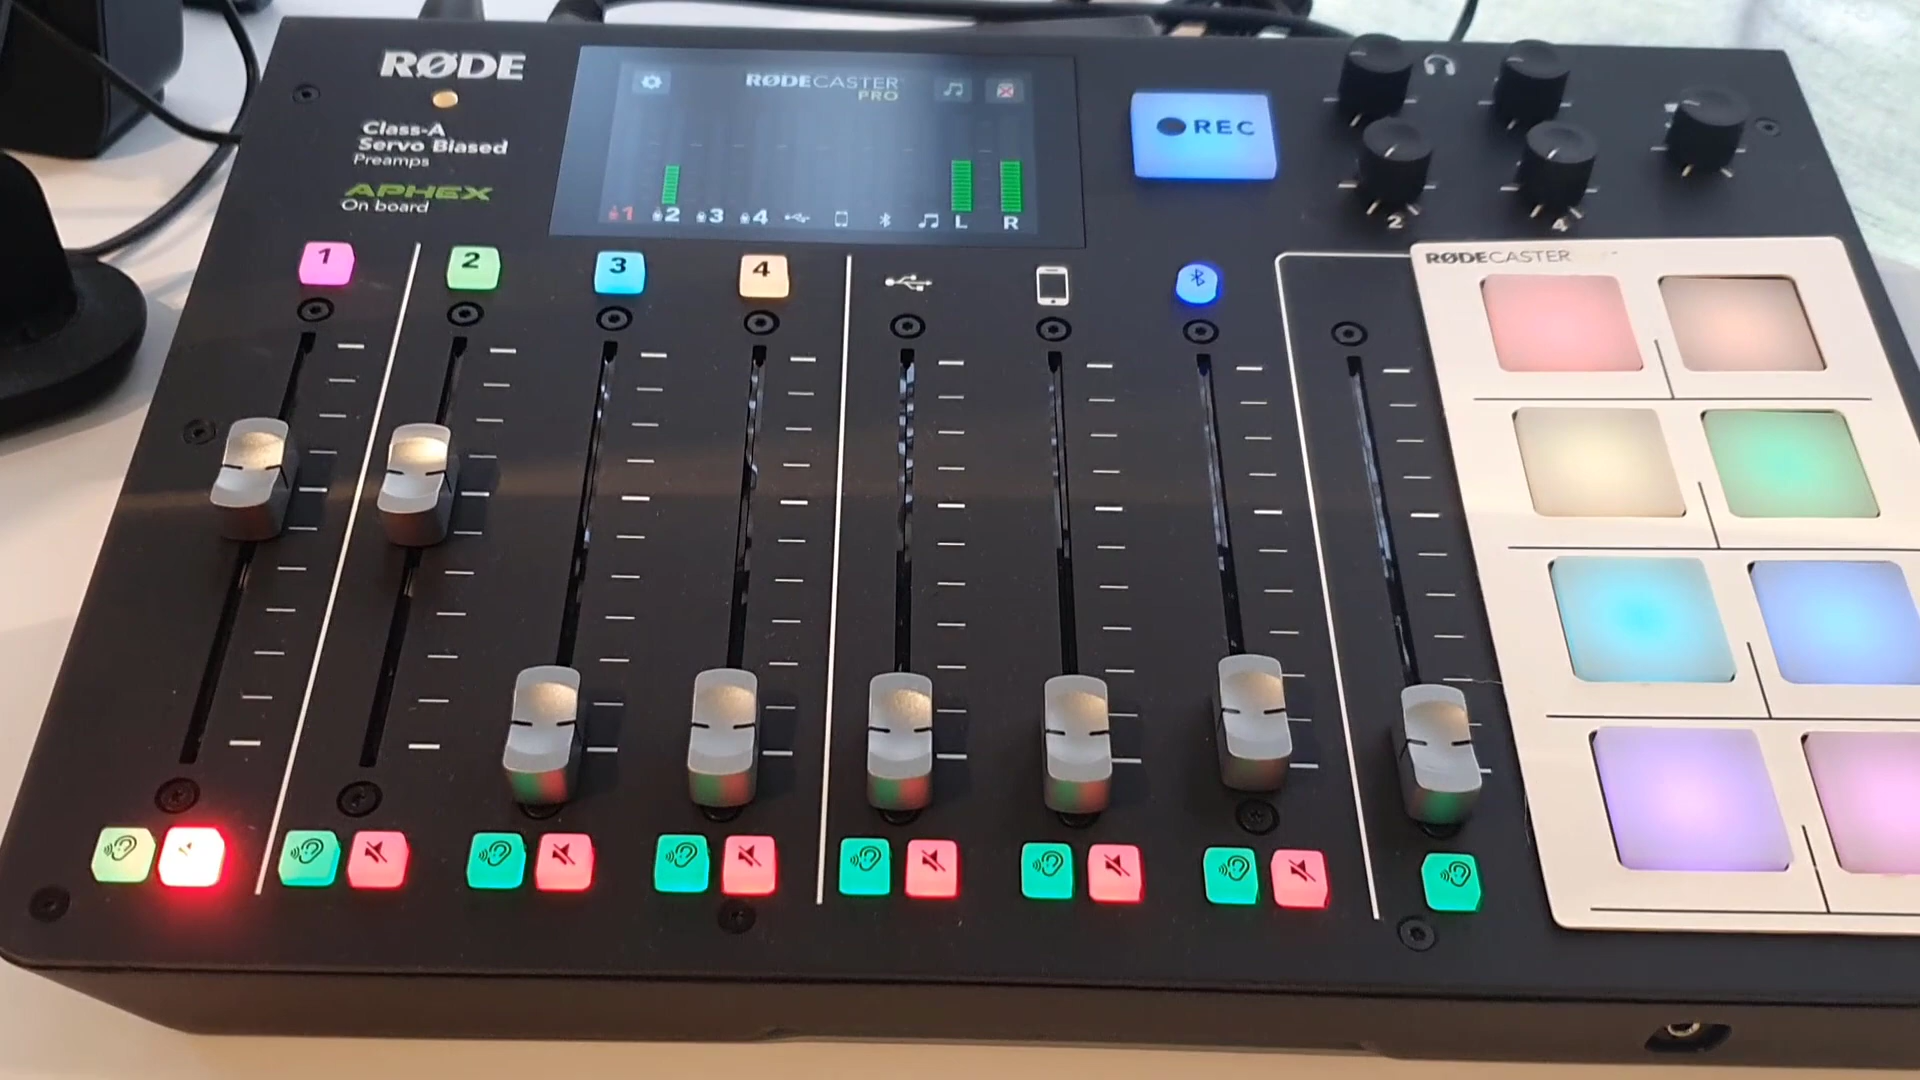 RØDE
Class-A
Servo Biased
Preamps
APHEX
On board
RØDECASTER
PRO
1 2 3 4 L R
REC
2
4
1
2
3
4
RØDECASTER